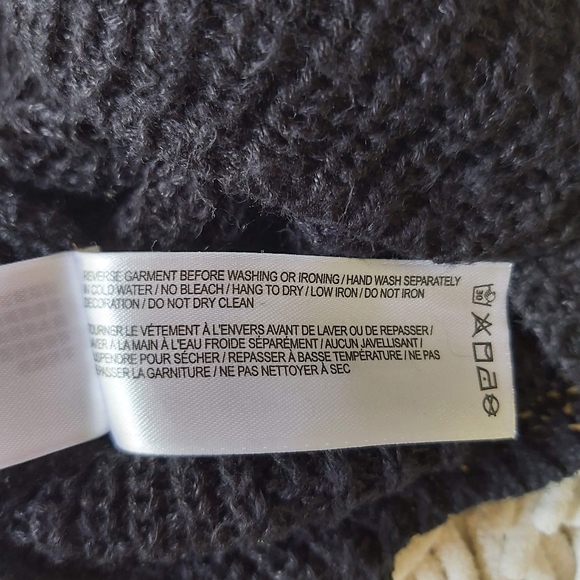 REVERSE GARMENT BEFORE WASHING OR IRONING / HAND WASH SEPARATELY
IN COLD WATER / NO BLEACH / HANG TO DRY / LOW IRON / DO NOT IRON
DECORATION / DO NOT DRY CLEAN
TOURNER LE VÊTEMENT À L'ENVERS AVANT DE LAVER OU DE REPASSER /
LAVER À LA MAIN À L'EAU FROIDE SÉPARÉMENT / AUCUN JAVELLISANT /
SUSPENDRE POUR SÉCHER / REPASSER À BASSE TEMPÉRATURE / NE PAS
REPASSER LA GARNITURE / NE PAS NETTOYER À SEC
30